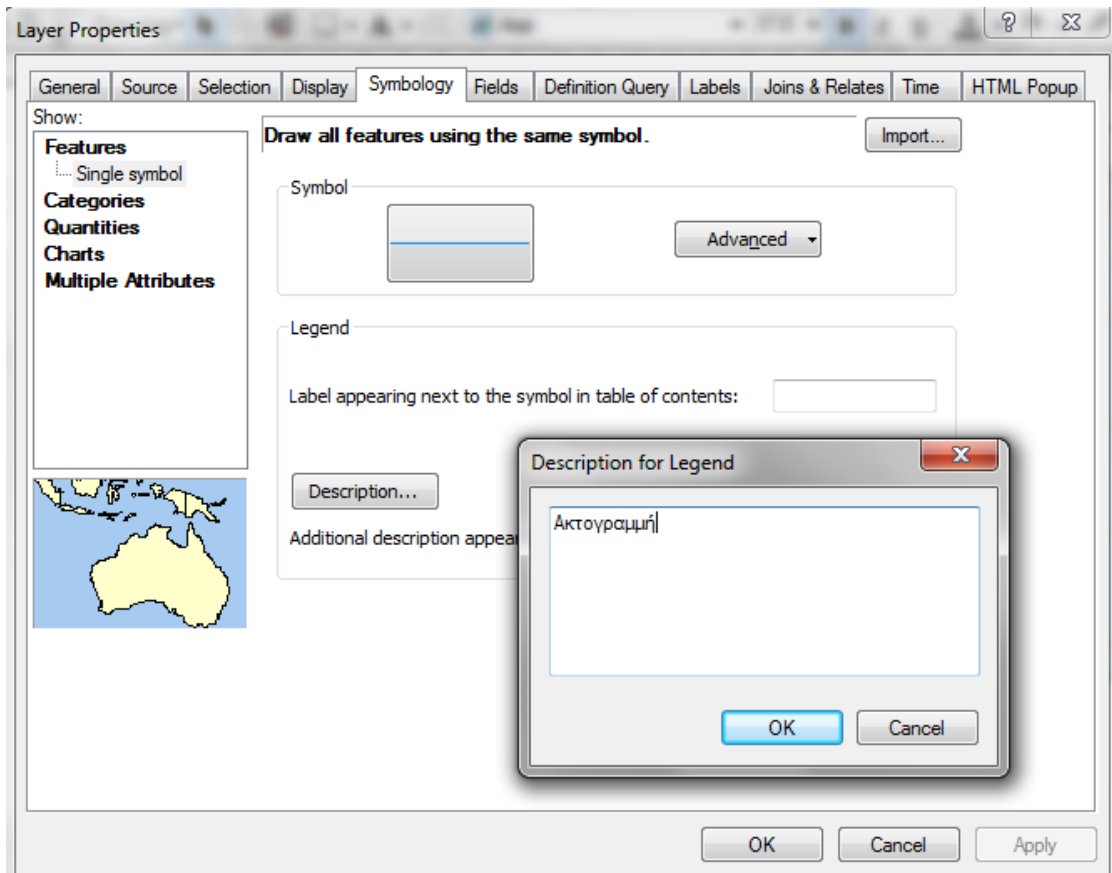 Layer Properties
General Source Selection Display Symbology Fields Definition Query Labels Joins & Relates Time HTML Popup
Show:
Features
Single symbol
Categories
Quantities
Charts
Multiple Attributes
Draw all features using the same symbol.
Import...
Symbol
Advanced
Legend
Label appearing next to the symbol in table of contents:
Description...
Additional description appear
Description for Legend
Ακτογραμμή
OK Cancel
OK Cancel Apply